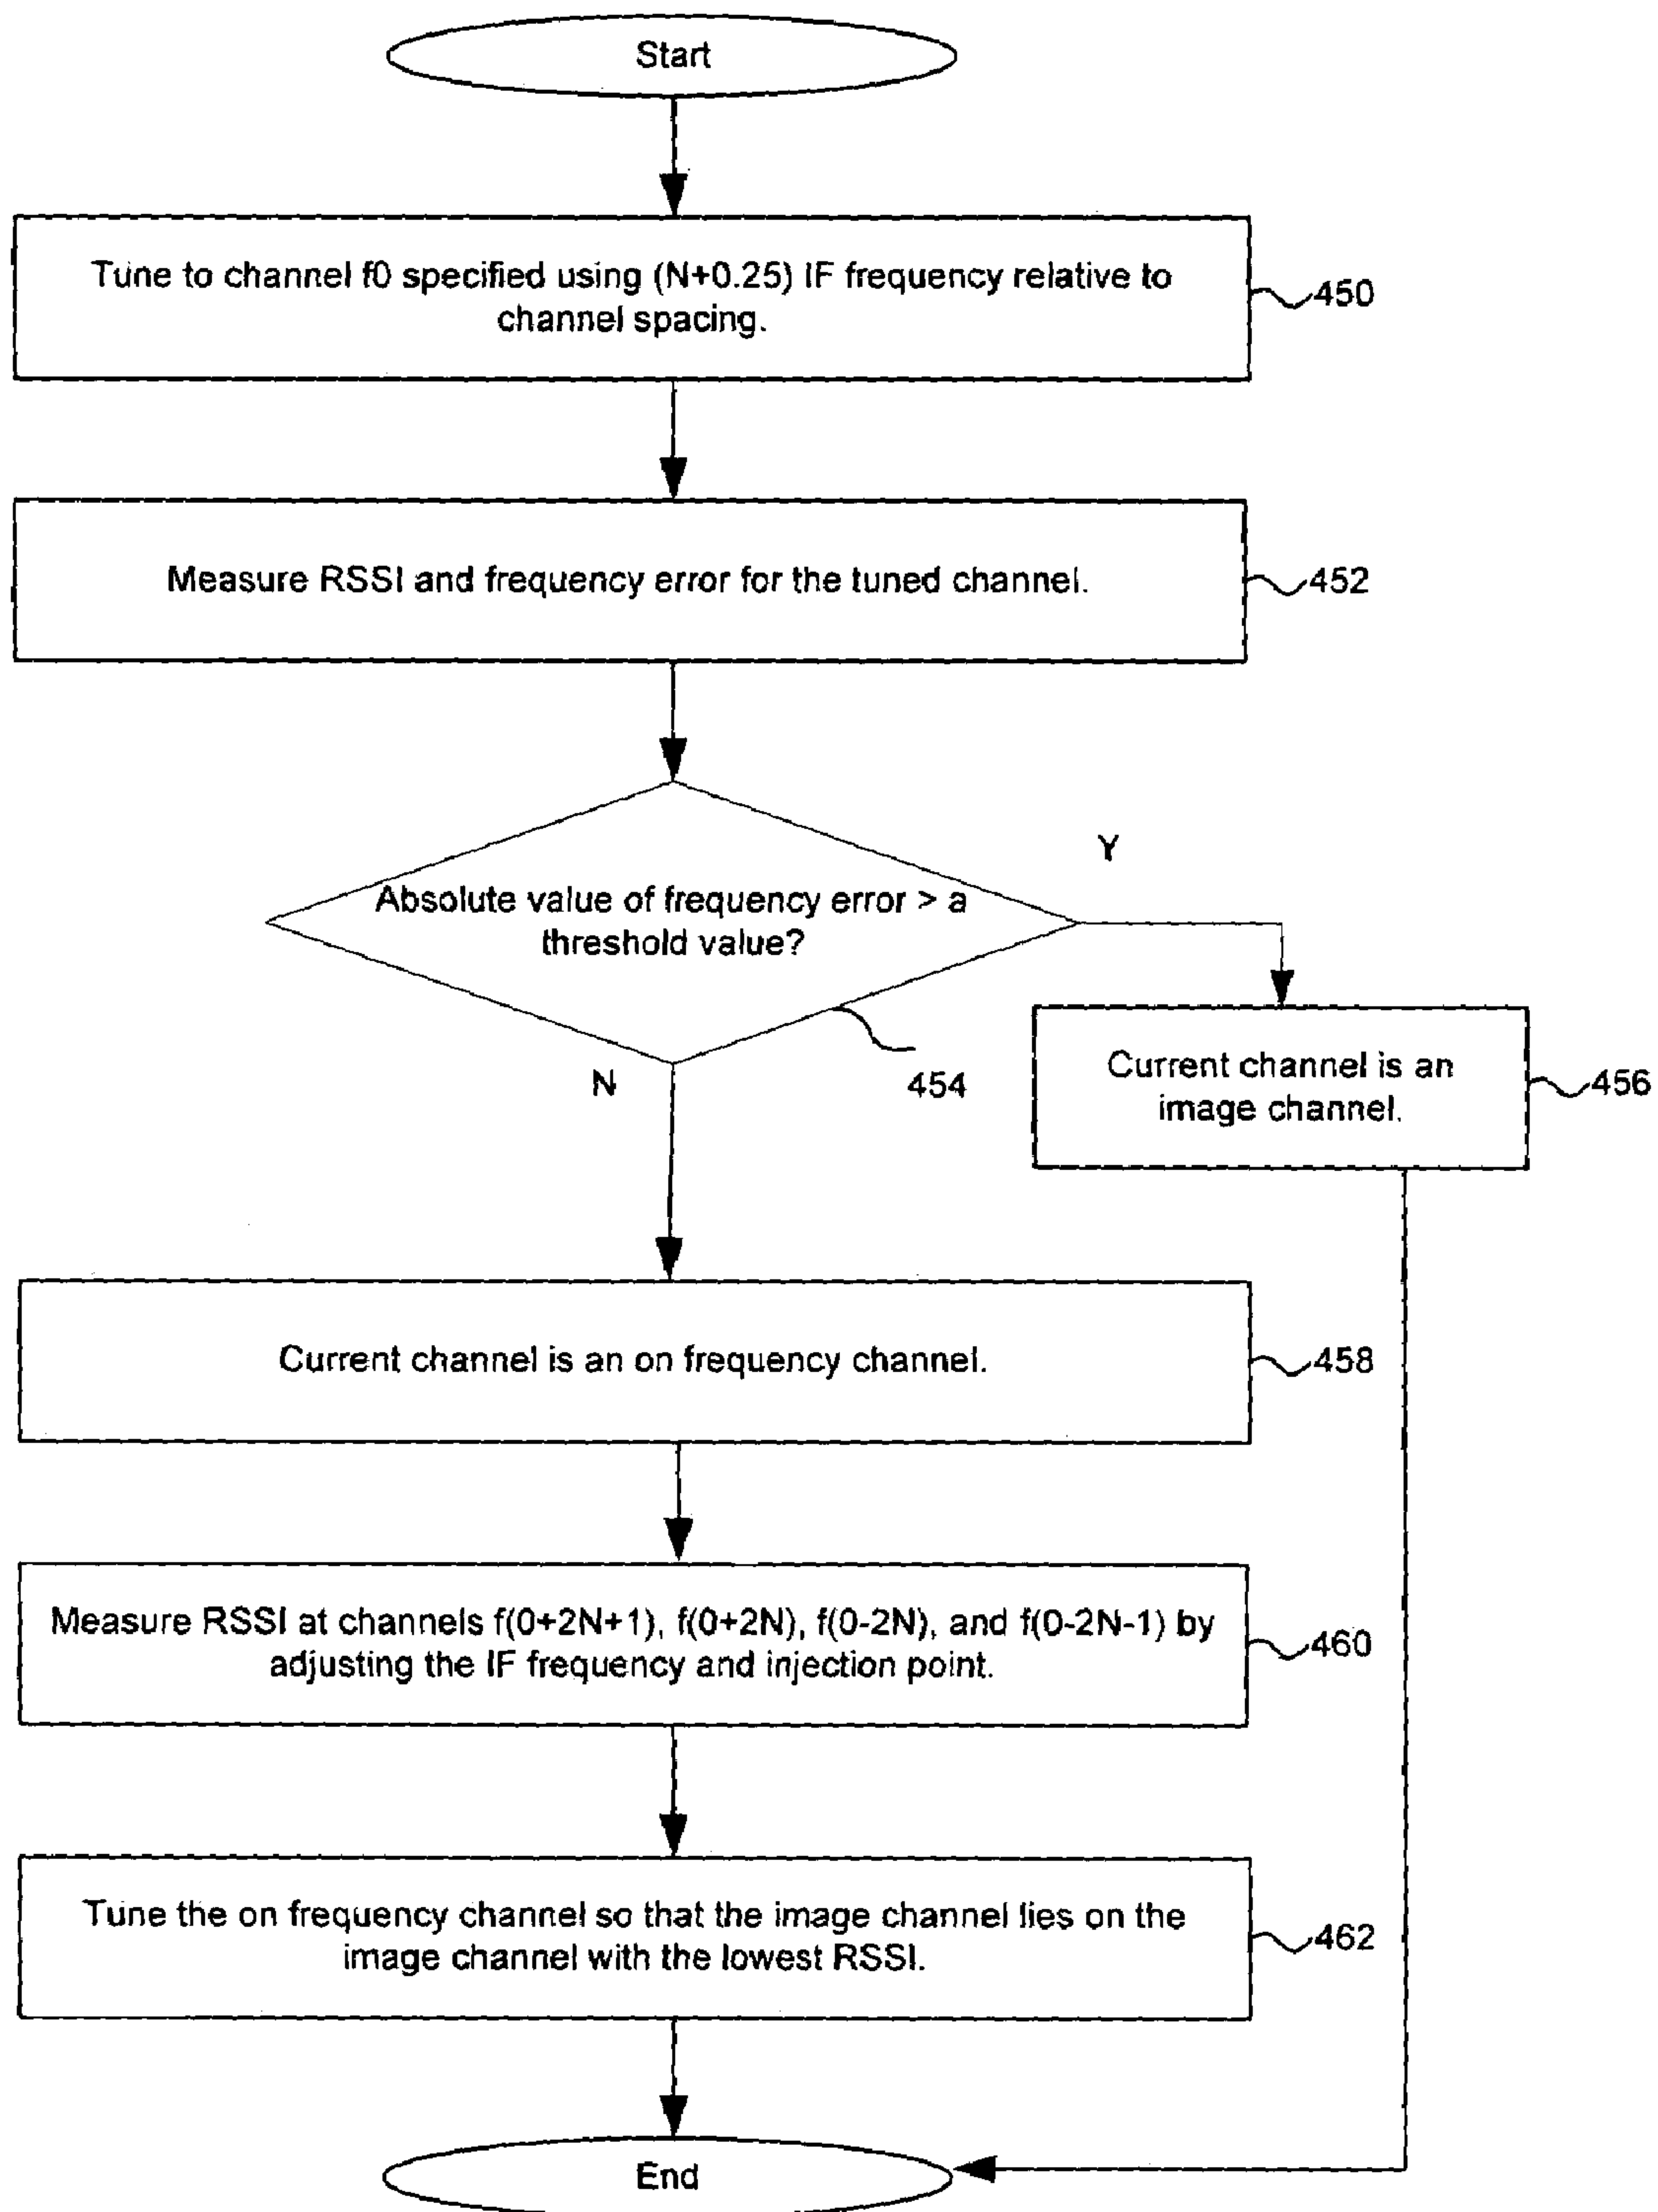 Start
Tune to channel f0 specified using (N+0.25) IF frequency relative to
channel spacing.
450
Measure RSSI and frequency error for the tuned channel.
452
Y
Absolute value of frequency error > a
threshold value?
454
N
Current channel is an
image channel.
456
Current channel is an on frequency channel.
458
Measure RSSI at channels f(0+2N+1), f(0+2N), f(0-2N), and f(0-2N-1) by
adjusting the IF frequency and injection point.
460
Tune the on frequency channel so that the image channel lies on the
image channel with the lowest RSSI.
462
End